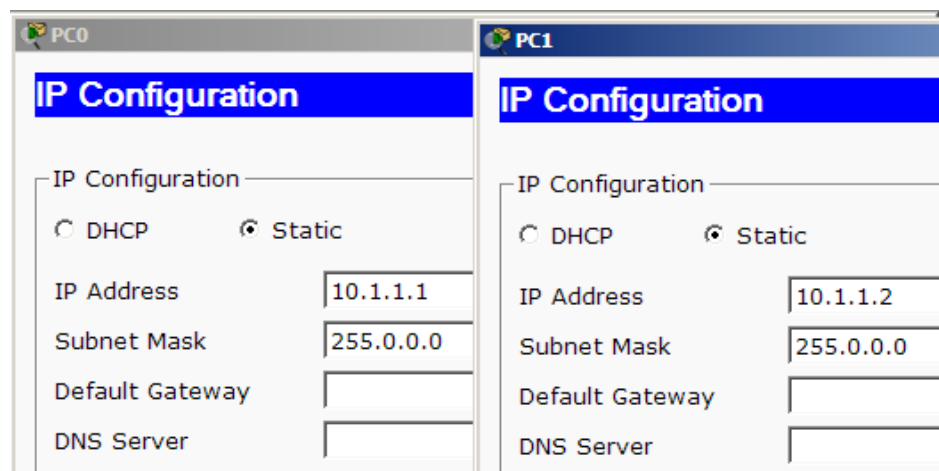 PC0
IP Configuration
IP Configuration
DHCP Static
IP Address 10.1.1.1
Subnet Mask 255.0.0.0
Default Gateway
DNS Server
PC1
IP Configuration
IP Configuration
DHCP Static
IP Address 10.1.1.2
Subnet Mask 255.0.0.0
Default Gateway
DNS Server